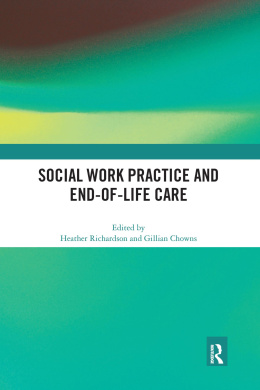 SOCIAL WORK PRACTICE AND
END-OF-LIFE CARE
Edited by
Heather Richardson and Gillian Chowns